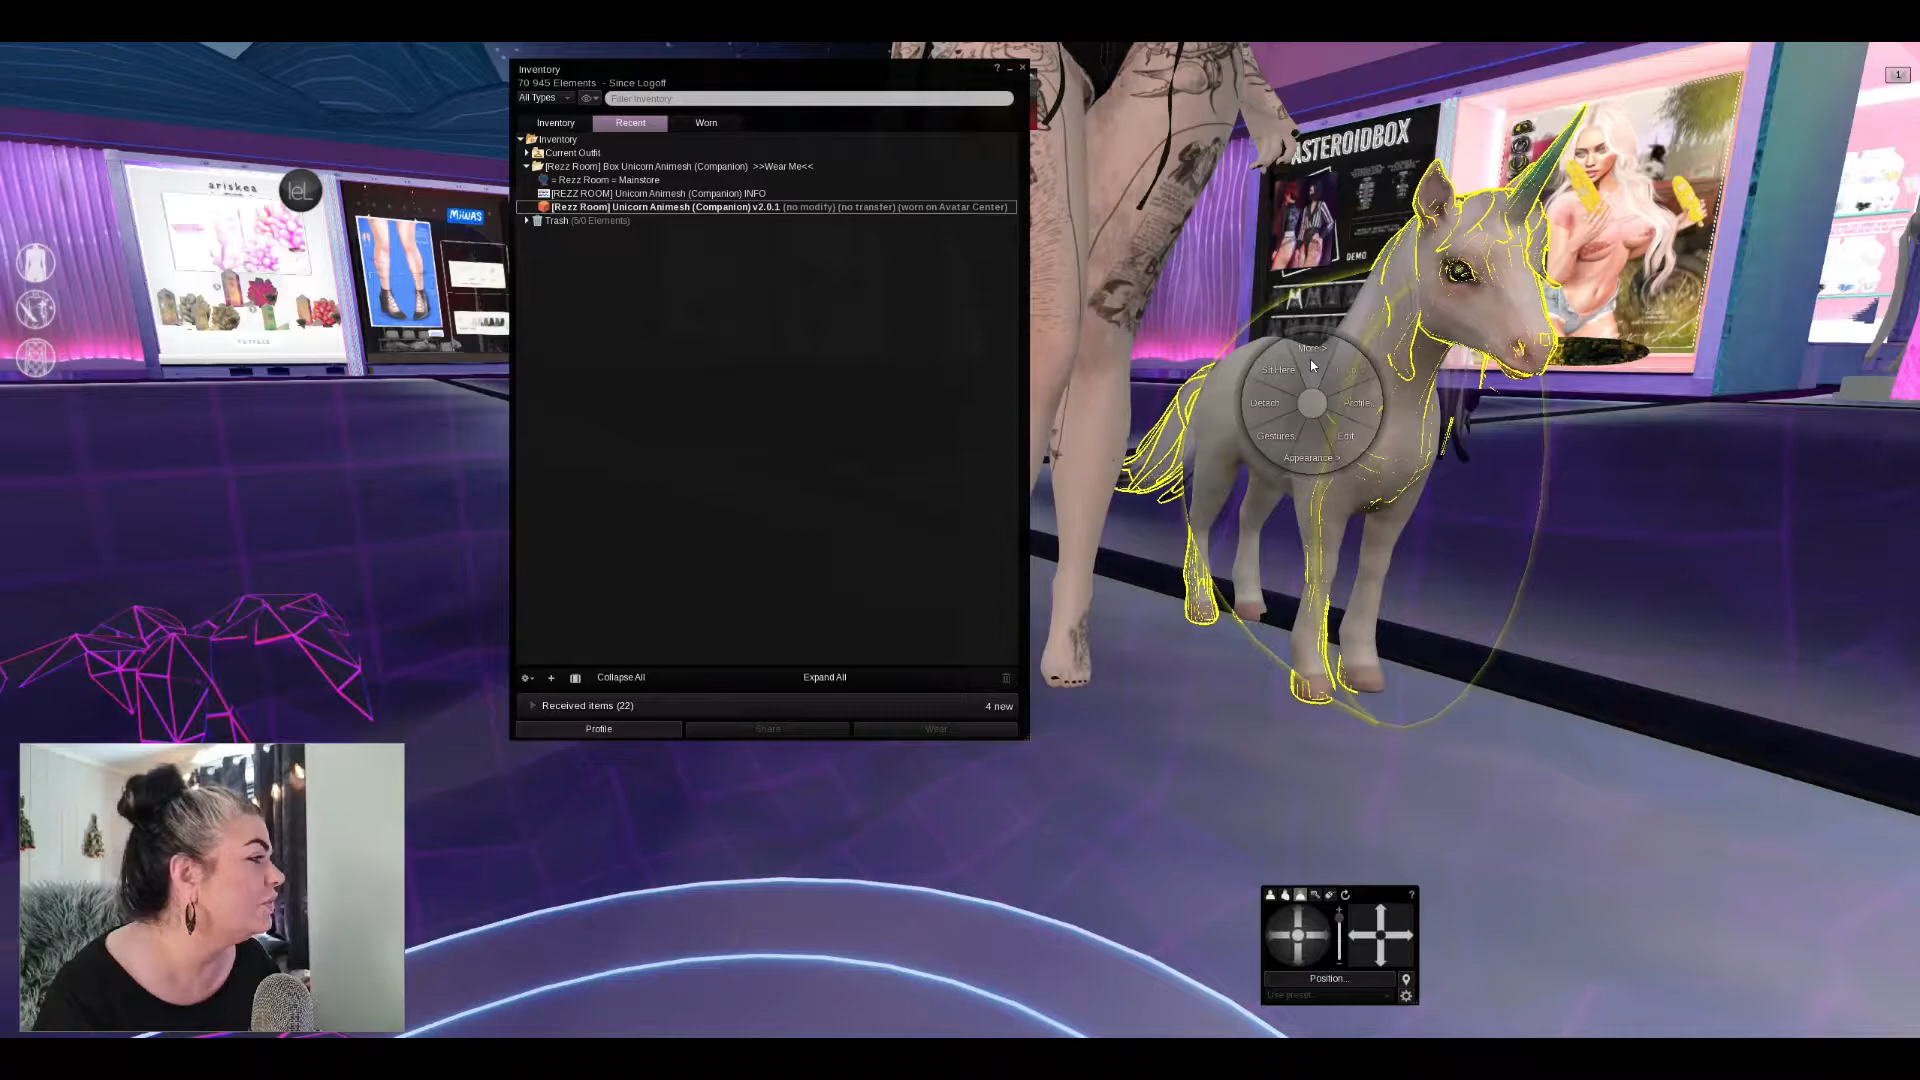 Inventory
70 945 Elements - Since Logoff
All Types
Filter Inventory
Inventory Recent Worn
Inventory
Current Outfit
[Rezz Room] Box Unicorn Animesh (Companion) >>Wear Me<<
= Rezz Room = Mainstore
[REZZ ROOM] Unicorn Animesh (Companion) INFO
[Rezz Room] Unicorn Animesh (Companion) v2.0.1 (no modify) (no transfer) (worn on Avatar Center)
Trash (5/0 Elements)
Collapse All Expand All
Received items (22) 4 new
Profile Share Wear
ariskea
leL
MIWAS
ASTEROIDBOX
DEMO
1
More >
Sit Here
Detach
Profile...
Gestures...
Edit
Appearance >
?
Position...
Use preset...